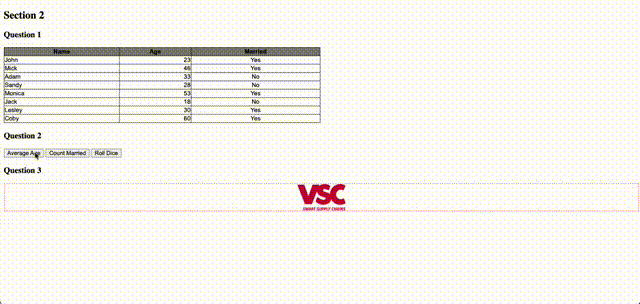 Section 2
Question 1
Name Age Married
John 23 Yes
Mick 46 Yes
Adam 33 No
Sandy 28 No
Monica 53 Yes
Jack 18 No
Lesley 30 Yes
Coby 60 Yes
Question 2
Average Age Count Married Roll Dice
Question 3
VSC
SMART SUPPLY CHAINS